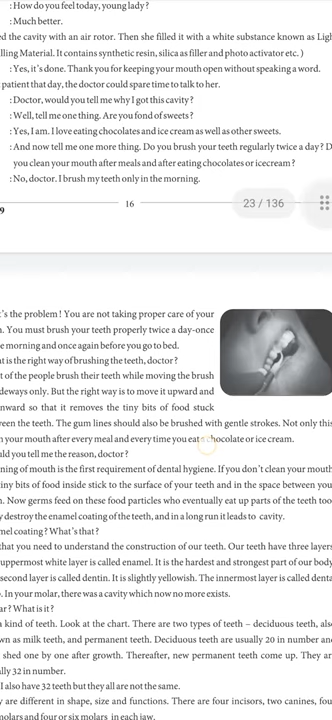 : How do you feel today, young lady?
: Much better.
ed the cavity with an air rotor. Then she filled it with a white substance known as Ligh
lling Material. It contains synthetic resin, silica as filler and photo activator etc. )
: Yes, it's done. Thank you for keeping your mouth open without speaking a word.
patient that day, the doctor could spare time to talk to her.
: Doctor, would you tell me why I got this cavity?
: Well, tell me one thing. Are you fond of sweets?
: Yes, I am. I love eating chocolates and ice cream as well as other sweets.
: And now tell me one more thing. Do you brush your teeth regularly twice a day? D
you clean your mouth after meals and after eating chocolates or icecream?
: No, doctor. I brush my teeth only in the morning.
9
16
23 / 136
t's the problem! You are not taking proper care of your
h. You must brush your teeth properly twice a day-once
e morning and once again before you go to bed.
at is the right way of brushing the teeth, doctor?
t of the people brush their teeth while moving the brush
deways only. But the right way is to move it upward and
nward so that it removes the tiny bits of food stuck
een the teeth. The gum lines should also be brushed with gentle strokes. Not only this
n your mouth after every meal and every time you eat chocolate or ice cream.
uld you tell me the reason, doctor?
ning of mouth is the first requirement of dental hygiene. If you don't clean your mouth
iny bits of food inside stick to the surface of your teeth and in the space between you
h. Now germs feed on these food particles who eventually eat up parts of the teeth too
y destroy the enamel coating of the teeth, and in a long run it leads to cavity.
mel coating? What's that?
that you need to understand the construction of our teeth. Our teeth have three layers
uppermost white layer is called enamel. It is the hardest and strongest part of our body
second layer is called dentin. It is slightly yellowish. The innermost layer is called denta
. In your molar, there was a cavity which now no more exists.
ar? What is it?
a kind of teeth. Look at the chart. There are two types of teeth – deciduous teeth, also
wn as milk teeth, and permanent teeth. Deciduous teeth are usually 20 in number and
shed one by one after growth. Thereafter, new permanent teeth come up. They ar
lly 32 in number.
I also have 32 teeth but they all are not the same.
y are different in shape, size and functions. There are four incisors, two canines, fou
molars and four or six molars in each jaw.